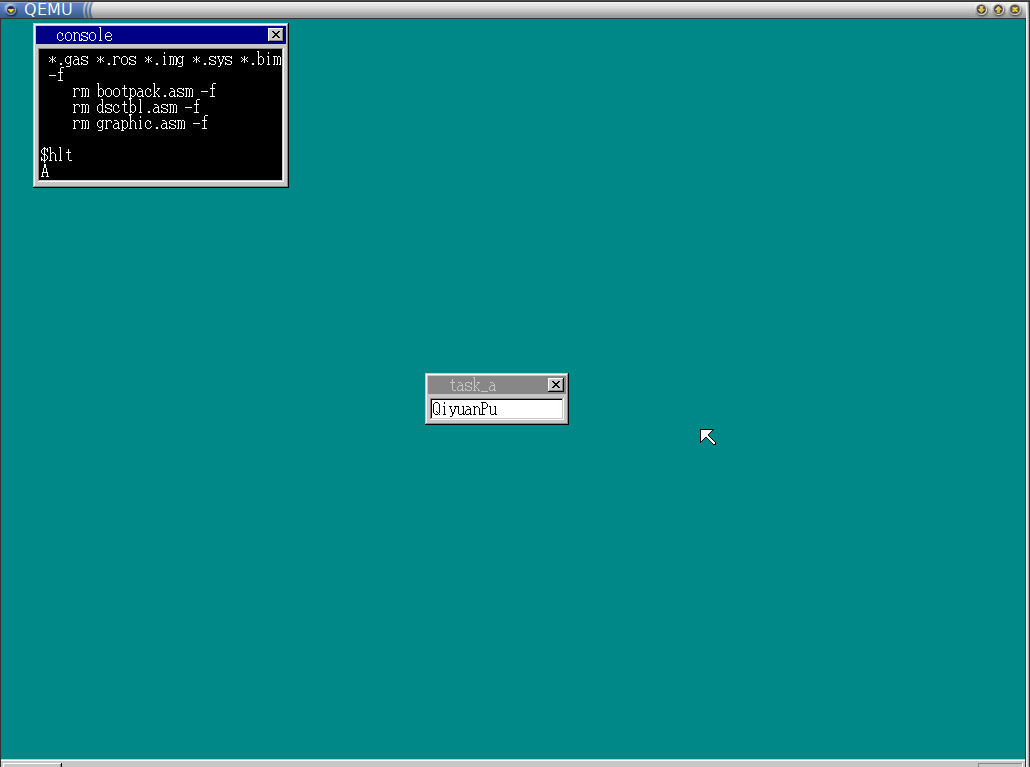 QEMU
console
*.gas *.ros *.img *.sys *.bim
-f
rm bootpack.asm -f
rm dsctbl.asm -f
rm graphic.asm -f
$hlt
A
task_a
QiyuanPu